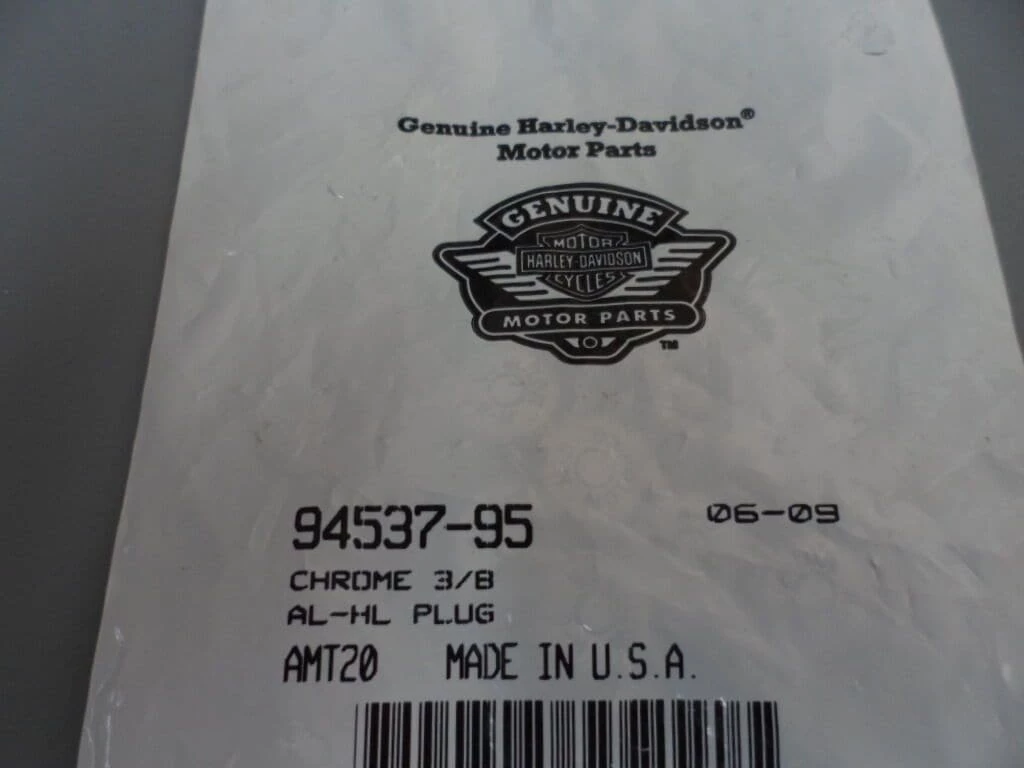 Genuine Harley-Davidson®
Motor Parts
GENUINE
MOTOR
HARLEY-DAVIDSON
CYCLES
MOTOR PARTS
TM
94537-95 06-09
CHROME 3/8
AL-HL PLUG
AMT20 MADE IN U.S.A.